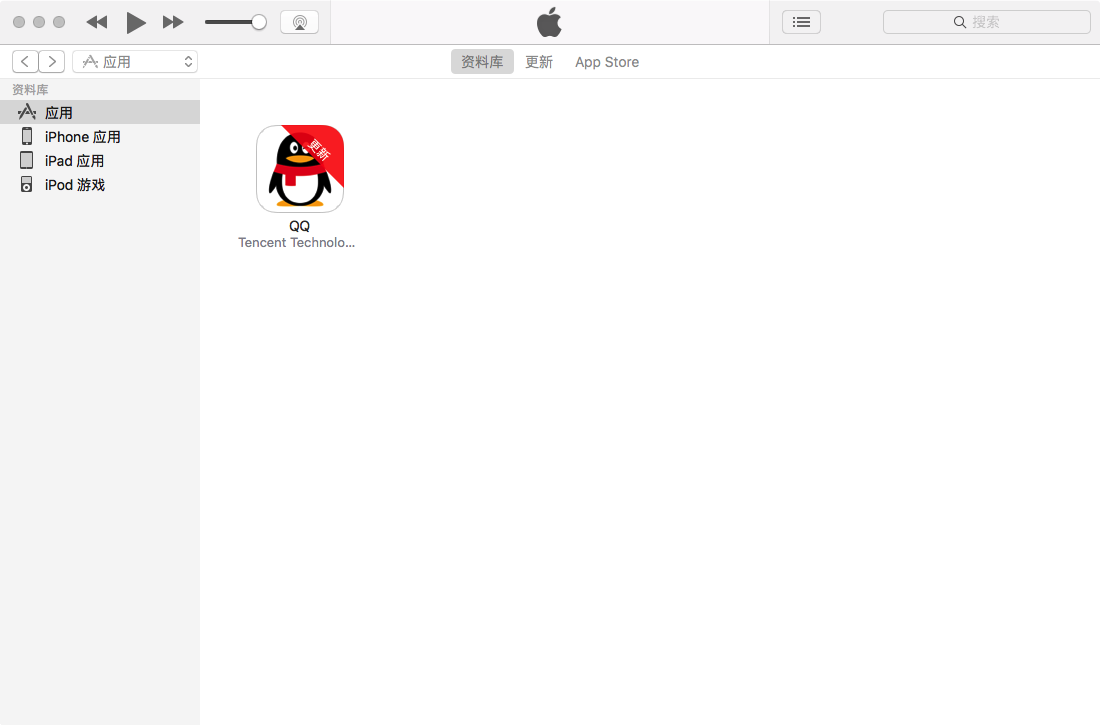 搜索
应用
资料库
更新
App Store
资料库
应用
iPhone 应用
iPad 应用
iPod 游戏
更新
QQ
Tencent Technolo...